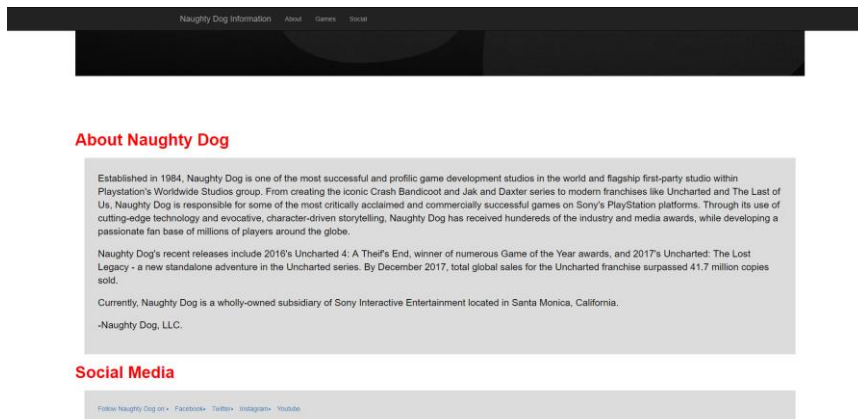 Naughty Dog Information About Games Social
About Naughty Dog
Established in 1984, Naughty Dog is one of the most successful and profilic game development studios in the world and flagship first-party studio within
Playstation's Worldwide Studios group. From creating the iconic Crash Bandicoot and Jak and Daxter series to modern franchises like Uncharted and The Last of
Us, Naughty Dog is responsible for some of the most critically acclaimed and commercially successful games on Sony's PlayStation platforms. Through its use of
cutting-edge technology and evocative, character-driven storytelling, Naughty Dog has received hundereds of the industry and media awards, while developing a
passionate fan base of millions of players around the globe.
Naughty Dog's recent releases include 2016's Uncharted 4: A Theif's End, winner of numerous Game of the Year awards, and 2017's Uncharted: The Lost
Legacy - a new standalone adventure in the Uncharted series. By December 2017, total global sales for the Uncharted franchise surpassed 41.7 million copies
sold.
Currently, Naughty Dog is a wholly-owned subsidiary of Sony Interactive Entertainment located in Santa Monica, California.
-Naughty Dog, LLC.
Social Media
Follow Naughty Dog on • Facebook• Twitter• Instagram• Youtube